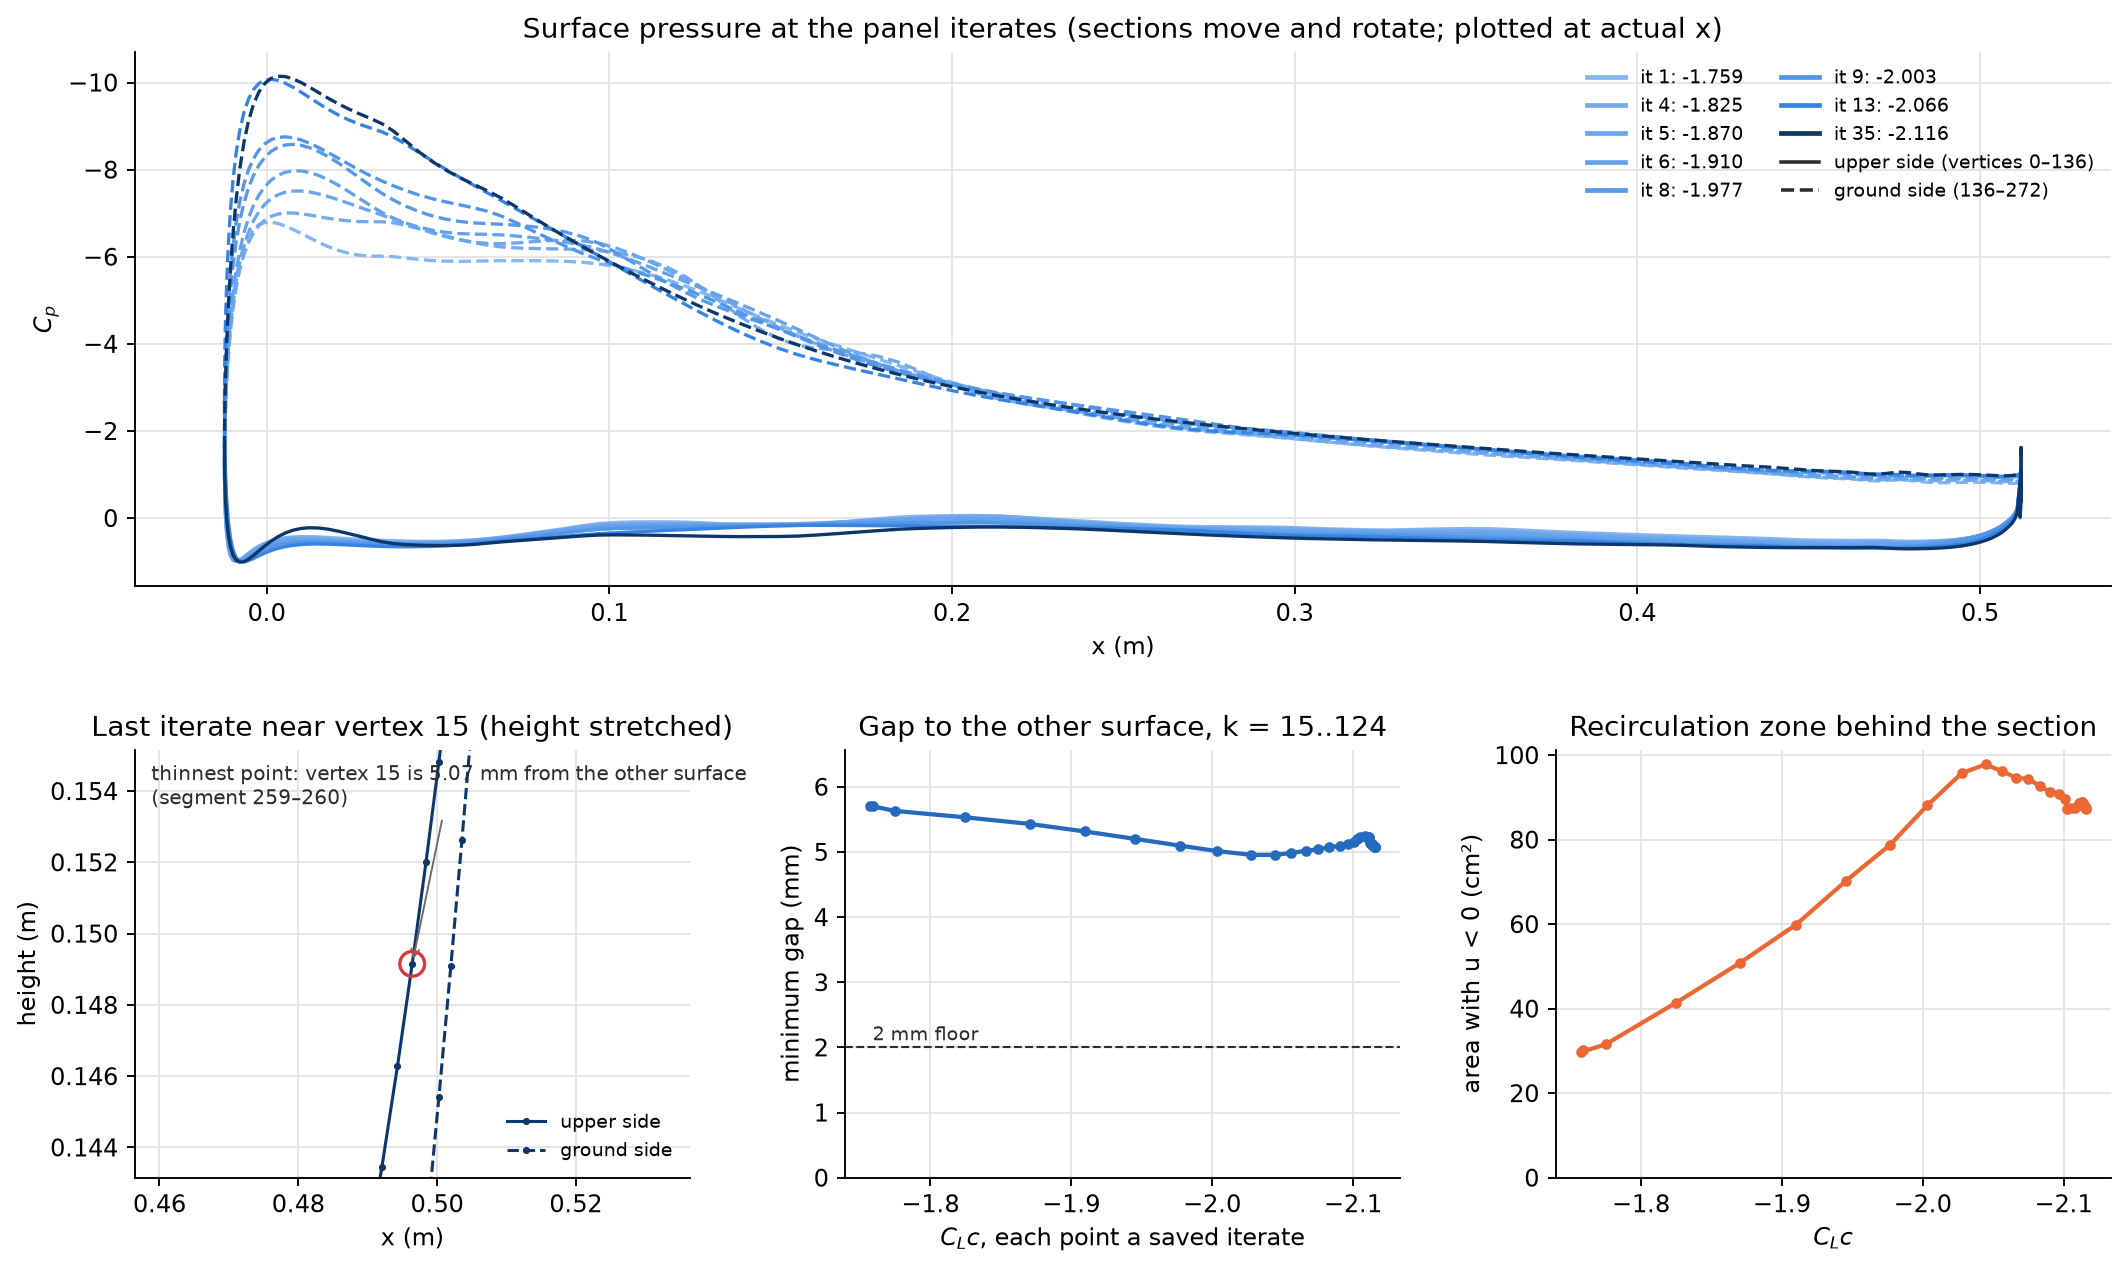 Surface pressure at the panel iterates (sections move and rotate; plotted at actual x)
−10
−8
−6
−4
−2
0
C_p
0.0 0.1 0.2 0.3 0.4 0.5
x (m)
it 1: -1.759
it 4: -1.825
it 5: -1.870
it 6: -1.910
it 8: -1.977
it 9: -2.003
it 13: -2.066
it 35: -2.116
upper side (vertices 0–136)
ground side (136–272)
Last iterate near vertex 15 (height stretched)
thinnest point: vertex 15 is 5.07 mm from the other surface
(segment 259–260)
0.154
0.152
0.150
0.148
0.146
0.144
height (m)
upper side
ground side
0.46 0.48 0.50 0.52
x (m)
Gap to the other surface, k = 15..124
6
5
4
3
2
1
0
minimum gap (mm)
2 mm floor
−1.8 −1.9 −2.0 −2.1
C_Lc, each point a saved iterate
Recirculation zone behind the section
100
80
60
40
20
0
area with u < 0 (cm²)
−1.8 −1.9 −2.0 −2.1
C_Lc